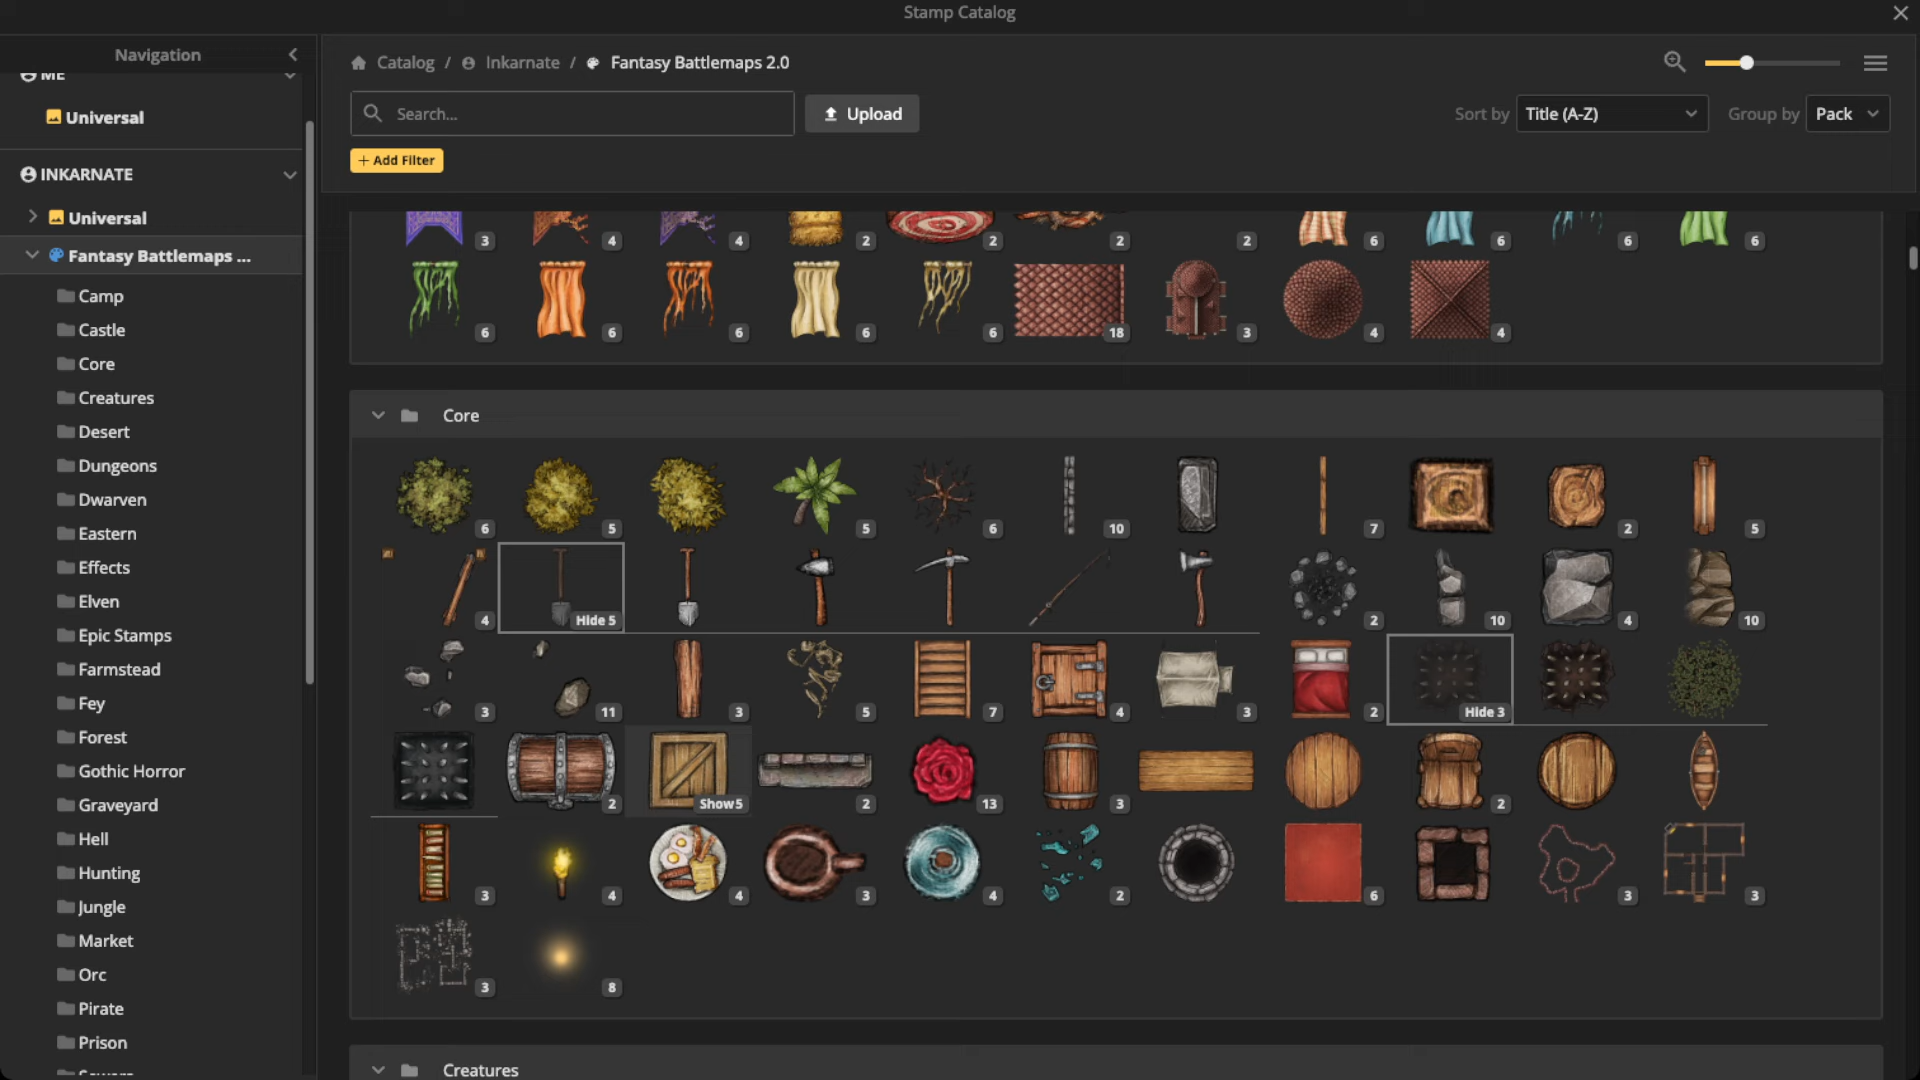 Stamp Catalog
Navigation
ME
Universal
INKARNATE
Universal
Fantasy Battlemaps ...
Camp
Castle
Core
Creatures
Desert
Dungeons
Dwarven
Eastern
Effects
Elven
Epic Stamps
Farmstead
Fey
Forest
Gothic Horror
Graveyard
Hell
Hunting
Jungle
Market
Orc
Pirate
Prison
Catalog / Inkarnate / Fantasy Battlemaps 2.0
Search...
Upload
Sort by Title (A-Z) Group by Pack
+ Add Filter
3 4 4 2 2 2 2 6 6 6 6
6 6 6 6 6 18 3 4 4
Core
6 5 5 6 10 7 2 5
4 Hide 5 2 10 4 10
3 11 3 5 7 4 3 2 Hide 3
2 Show 5 2 13 3 2
3 4 4 3 4 2 6 3 3
3 8
Creatures